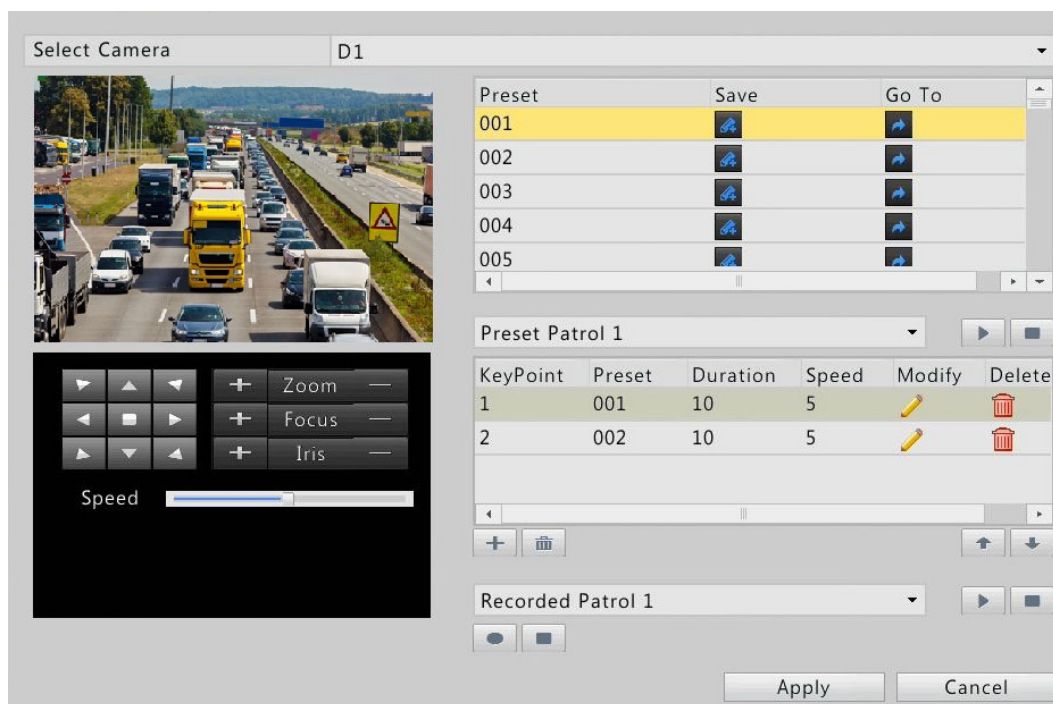 Select Camera D1
Preset Save Go To
001
002
003
004
005
Preset Patrol 1
KeyPoint Preset Duration Speed Modify Delete
1 001 10 5
2 002 10 5
Zoom
Focus
Iris
Speed
Recorded Patrol 1
Apply Cancel